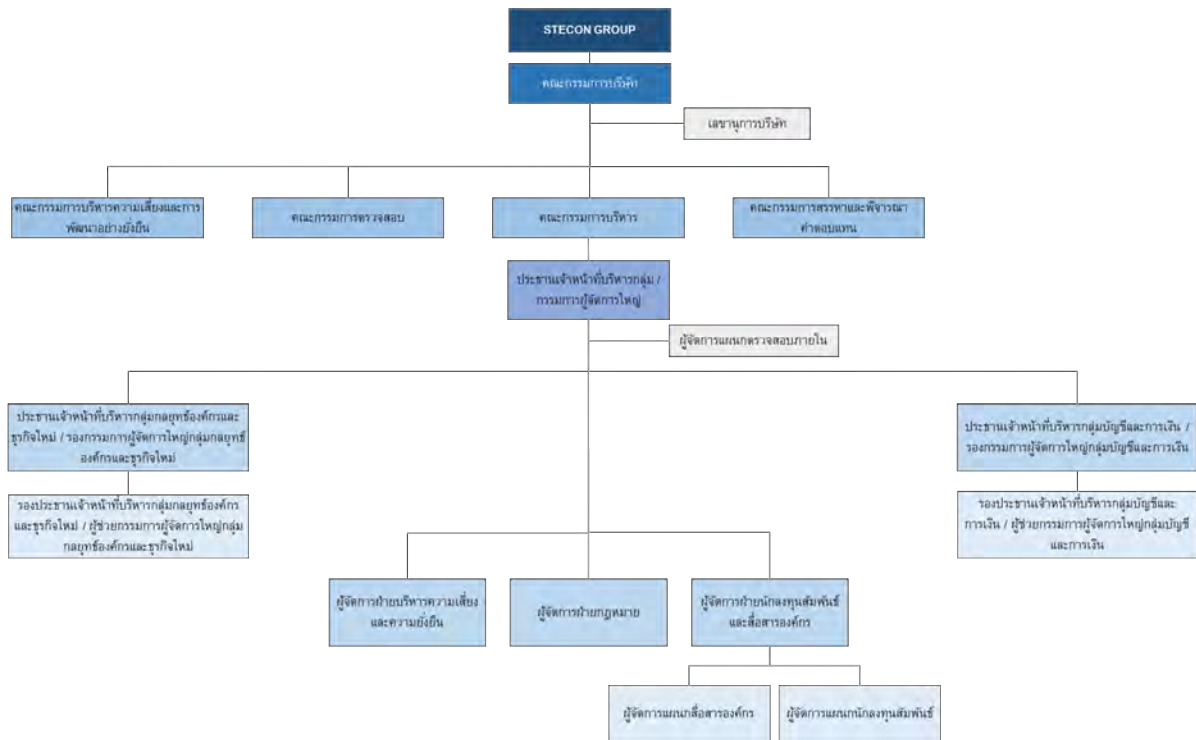 STECON GROUP
คณะกรรมการบริษัท
เลขานุการบริษัท
คณะกรรมการบริหารความเสี่ยงและการ
พัฒนาอย่างยั่งยืน
คณะกรรมการตรวจสอบ
คณะกรรมการบริหาร
คณะกรรมการสรรหาและพิจารณา
ค่าตอบแทน
ประธานเจ้าหน้าที่บริหารกลุ่ม /
กรรมการผู้จัดการใหญ่
ผู้จัดการแผนกตรวจสอบภายใน
ประธานเจ้าหน้าที่บริหารกลุ่มกลยุทธ์องค์กรและ
ธุรกิจใหม่ / รองกรรมการผู้จัดการใหญ่กลุ่มกลยุทธ์
องค์กรและธุรกิจใหม่
ประธานเจ้าหน้าที่บริหารกลุ่มบัญชีและการเงิน /
รองกรรมการผู้จัดการใหญ่กลุ่มบัญชีและการเงิน
รองประธานเจ้าหน้าที่บริหารกลุ่มกลยุทธ์องค์กร
และธุรกิจใหม่ / ผู้ช่วยกรรมการผู้จัดการใหญ่กลุ่ม
กลยุทธ์องค์กรและธุรกิจใหม่
รองประธานเจ้าหน้าที่บริหารกลุ่มบัญชีและ
การเงิน / ผู้ช่วยกรรมการผู้จัดการใหญ่กลุ่มบัญชี
และการเงิน
ผู้จัดการฝ่ายบริหารความเสี่ยง
และความยั่งยืน
ผู้จัดการฝ่ายกฎหมาย
ผู้จัดการฝ่ายนักลงทุนสัมพันธ์
และสื่อสารองค์กร
ผู้จัดการแผนกสื่อสารองค์กร
ผู้จัดการแผนกนักลงทุนสัมพันธ์